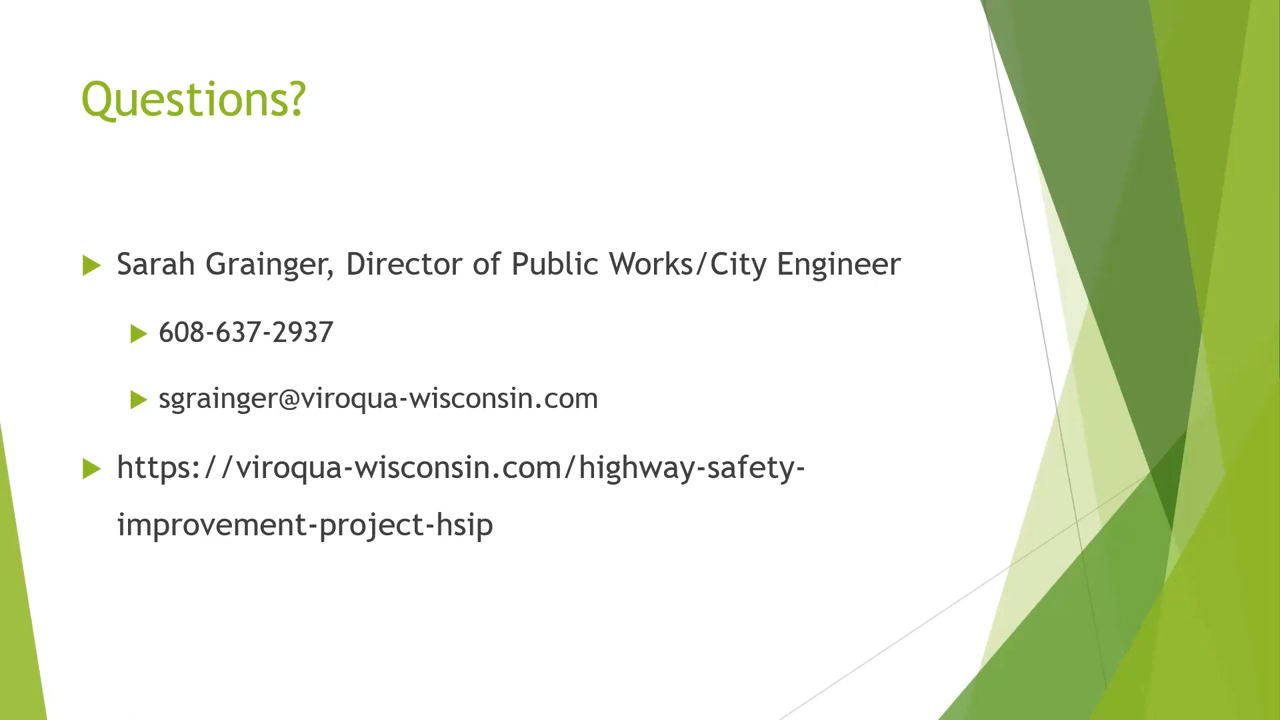 Questions?
Sarah Grainger, Director of Public Works/City Engineer
608-637-2937
sgrainger@viroqua-wisconsin.com
https://viroqua-wisconsin.com/highway-safety-
improvement-project-hsip